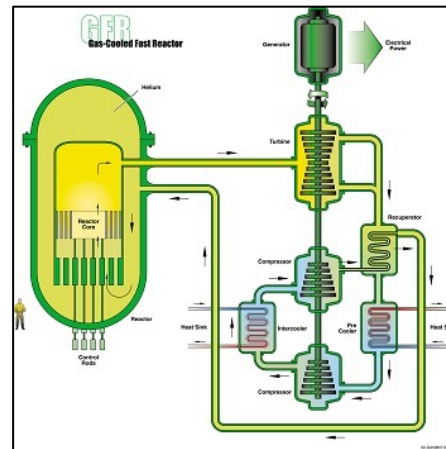 GFR
Gas-Cooled Fast Reactor
Generator
Electrical
Power
Helium
Turbine
Reactor
Core
Recuperator
Compressor
Heat Sink
Intercooler
Pre
Cooler
Heat S
Reactor
Control
Rods
Compressor